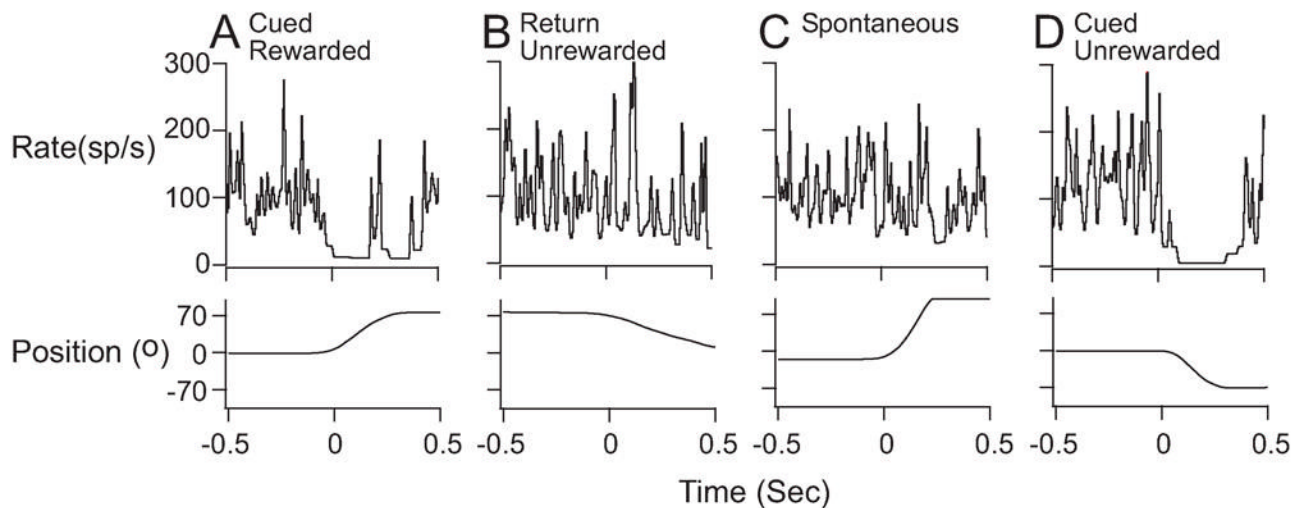 A Cued
Rewarded
B Return
Unrewarded
C Spontaneous
D Cued
Unrewarded
Rate(sp/s)
300
200
100
0
Position (º)
70
0
-70
-0.5 0 0.5
-0.5 0 0.5
-0.5 0 0.5
-0.5 0 0.5
Time (Sec)